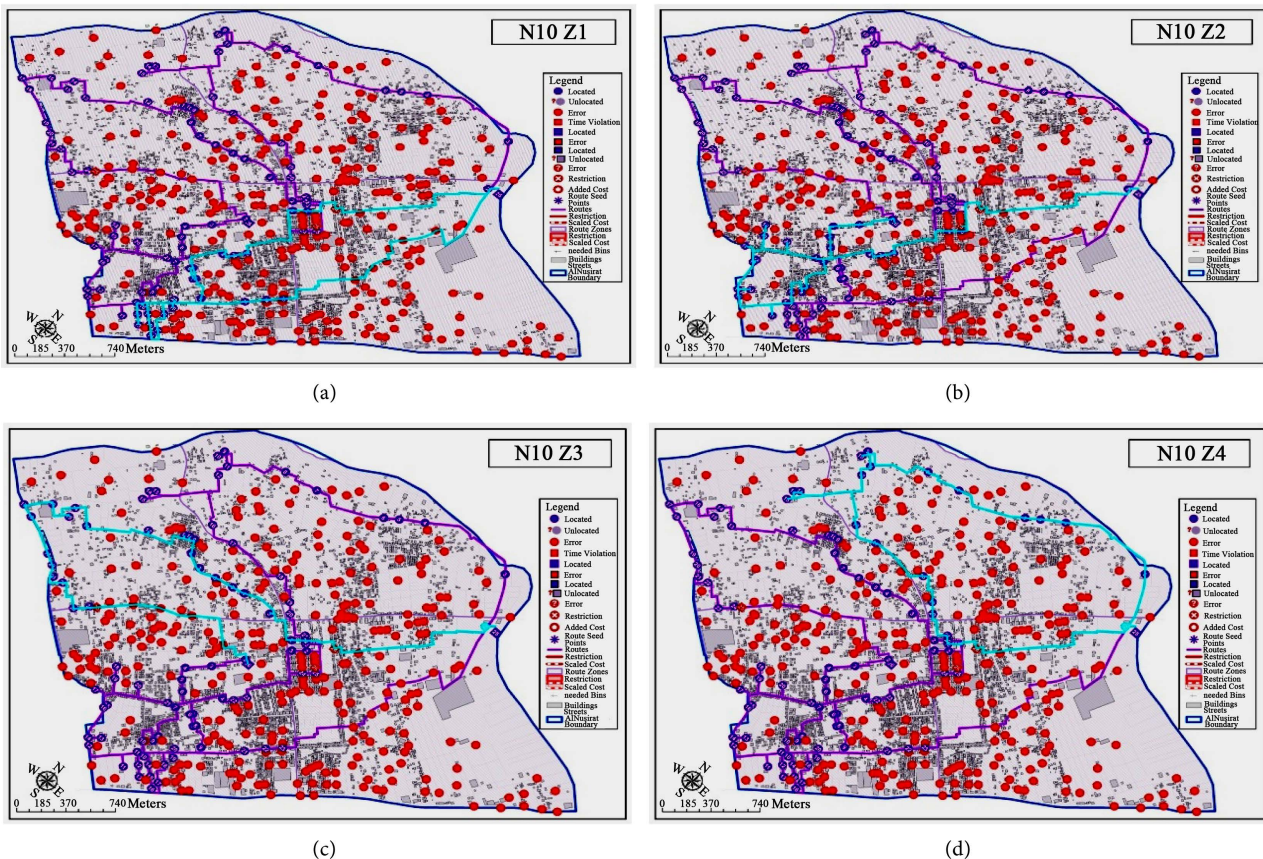 N10 Z1
Legend
Located
Unlocated
Error
Time Violation
Located
Error
Located
Unlocated
Error
Restriction
Added Cost
Route Seed
Points
Routes
Restriction
Scaled Cost
Route Zones
Restriction
Scaled Cost
needed Bins
Buildings
Streets
AlNusirat
Boundary
W N
S E
0 185 370 740 Meters
(a)
N10 Z2
Legend
Located
Unlocated
Error
Time Violation
Located
Error
Located
Unlocated
Error
Restriction
Added Cost
Route Seed
Points
Routes
Restriction
Scaled Cost
Route Zones
Restriction
Scaled Cost
needed Bins
Buildings
Streets
AlNusirat
Boundary
W N
S E
0 185 370 740 Meters
(b)
N10 Z3
Legend
Located
Unlocated
Error
Time Violation
Located
Error
Located
Unlocated
Error
Restriction
Added Cost
Route Seed
Points
Routes
Restriction
Scaled Cost
Route Zones
Restriction
Scaled Cost
needed Bins
Buildings
Streets
AlNusirat
Boundary
W N
S E
0 185 370 740 Meters
(c)
N10 Z4
Legend
Located
Unlocated
Error
Time Violation
Located
Error
Located
Unlocated
Error
Restriction
Added Cost
Route Seed
Points
Routes
Restriction
Scaled Cost
Route Zones
Restriction
Scaled Cost
needed Bins
Buildings
Streets
AlNusirat
Boundary
W N
S E
0 185 370 740 Meters
(d)